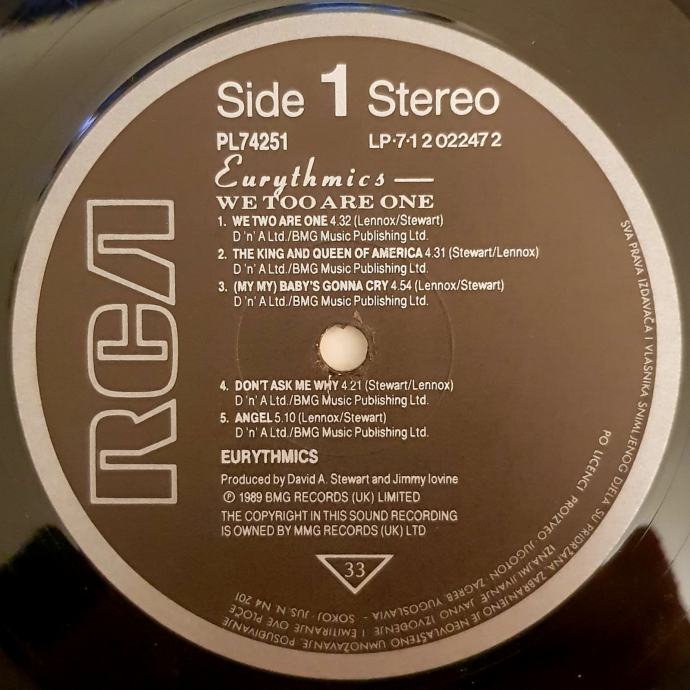 Side 1 Stereo
PL74251 LP-7-1 2 022472
Eurythmics
WE TOO ARE ONE
1. WE TWO ARE ONE 4.32 (Lennox/Stewart)
D 'n' A Ltd./BMG Music Publishing Ltd.
2. THE KING AND QUEEN OF AMERICA 4.31 (Stewart/Lennox)
D 'n' A Ltd./BMG Music Publishing Ltd.
3. (MY MY) BABY'S GONNA CRY 4.54 (Lennox/Stewart)
D 'n' A Ltd./BMG Music Publishing Ltd.
RCA
4. DON'T ASK ME WHY 4.21 (Stewart/Lennox)
D 'n' A Ltd./BMG Music Publishing Ltd.
5. ANGEL 5.10 (Lennox/Stewart)
D 'n' A Ltd./BMG Music Publishing Ltd.
EURYTHMICS
Produced by David A. Stewart and Jimmy Iovine
℗ 1989 BMG RECORDS (UK) LIMITED
THE COPYRIGHT IN THIS SOUND RECORDING
IS OWNED BY MMG RECORDS (UK) LTD
33
SVA PRAVA IZDAVAČA I VLASNIKA SNIMLJENOG DJELA SU PRIDRŽANA. ZABRANJENO JE NEOVLAŠTENO UMNOŽAVANJE, POSUĐIVANJE,
IZNAJMLJIVANJE, JAVNO IZVOĐENJE I EMITIRANJE OVE PLOČE
PO LICENCI PROIZVEO JUGOTON, ZAGREB, YUGOSLAVIA - SOKOJ. JUS. N. N4 201